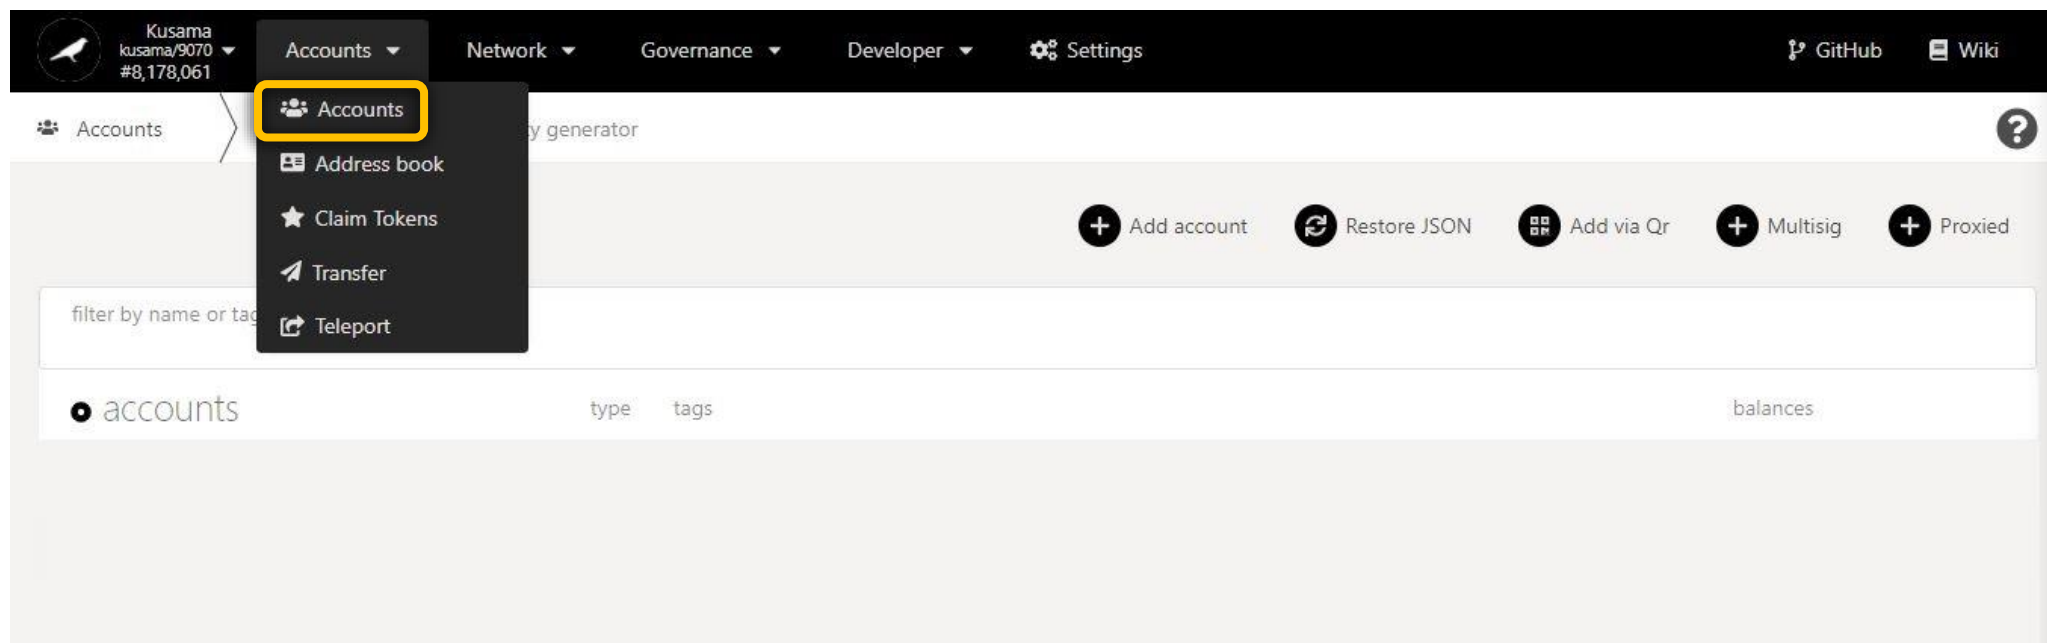 Kusama
kusama/9070
#8,178,061
Accounts
Network
Governance
Developer
Settings
GitHub
Wiki
Accounts
Accounts
y generator
Address book
Claim Tokens
Transfer
Teleport
Add account
Restore JSON
Add via Qr
Multisig
Proxied
filter by name or tag
accounts
type
tags
balances